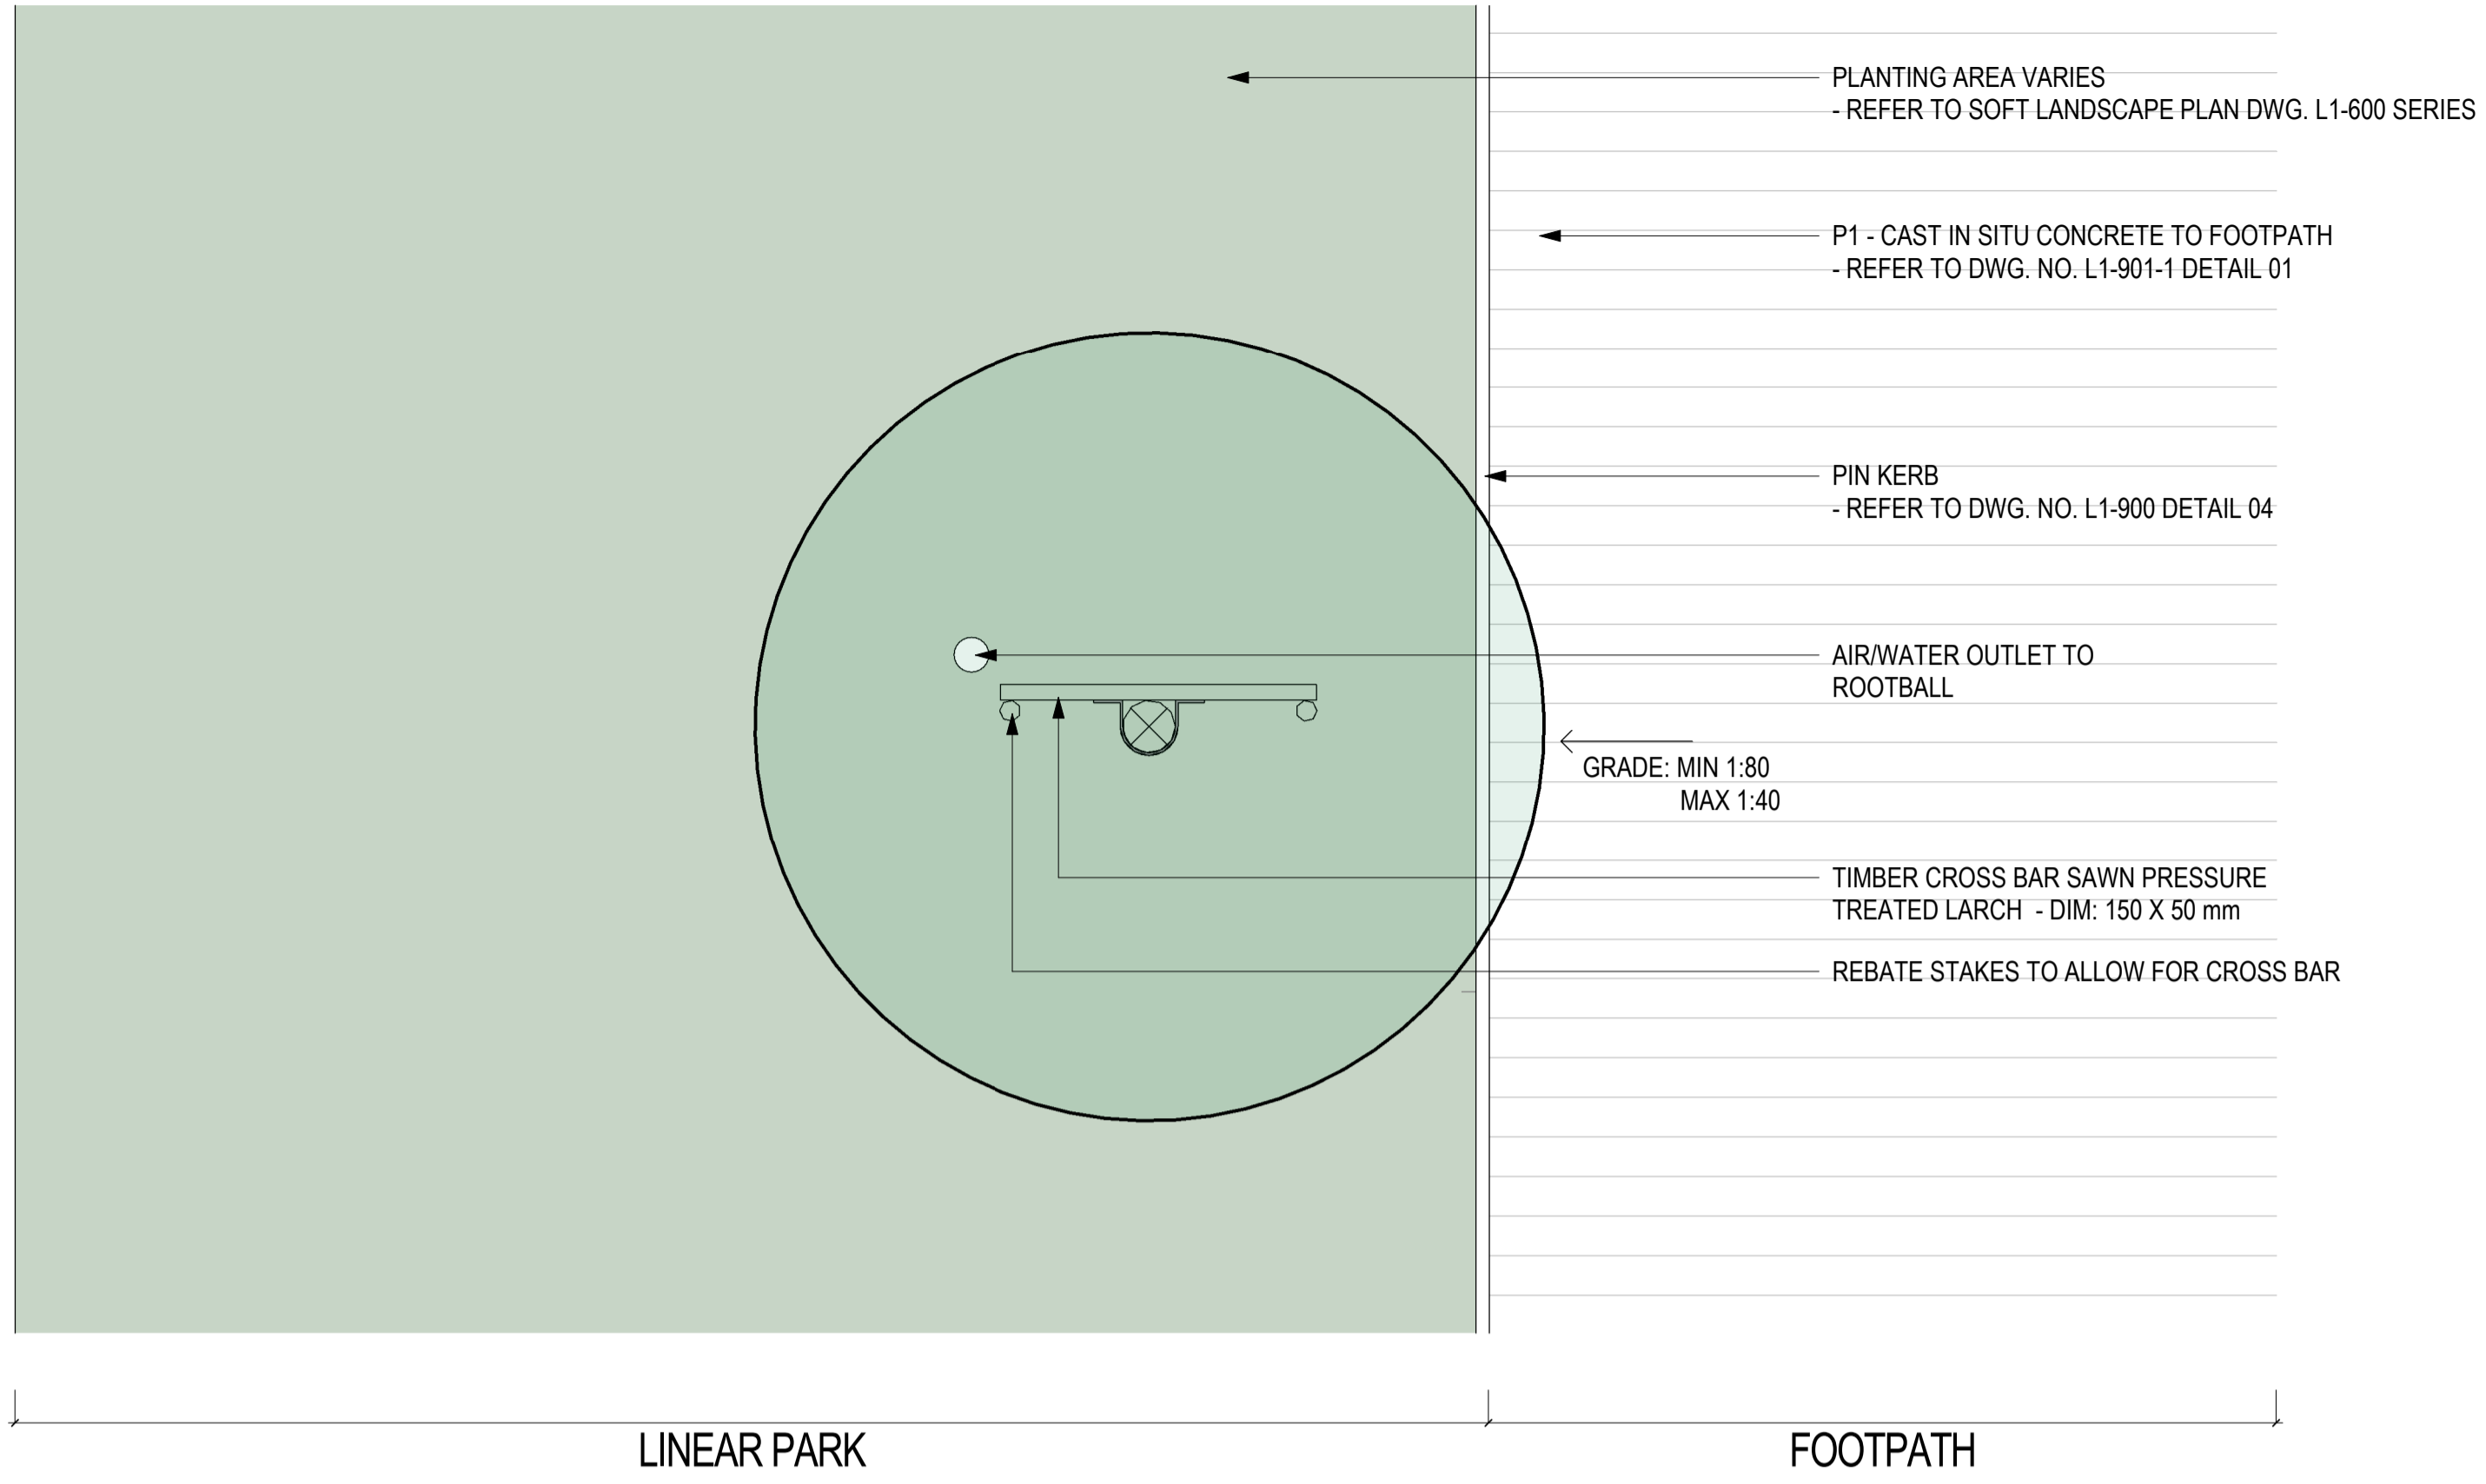 PLANTING AREA VARIES
- REFER TO SOFT LANDSCAPE PLAN DWG. L1-600 SERIES
P1 - CAST IN SITU CONCRETE TO FOOTPATH
- REFER TO DWG. NO. L1-901-1 DETAIL 01
PIN KERB
- REFER TO DWG. NO. L1-900 DETAIL 04
AIR/WATER OUTLET TO
ROOTBALL
GRADE: MIN 1:80
MAX 1:40
TIMBER CROSS BAR SAWN PRESSURE
TREATED LARCH - DIM: 150 X 50 mm
REBATE STAKES TO ALLOW FOR CROSS BAR
LINEAR PARK
FOOTPATH